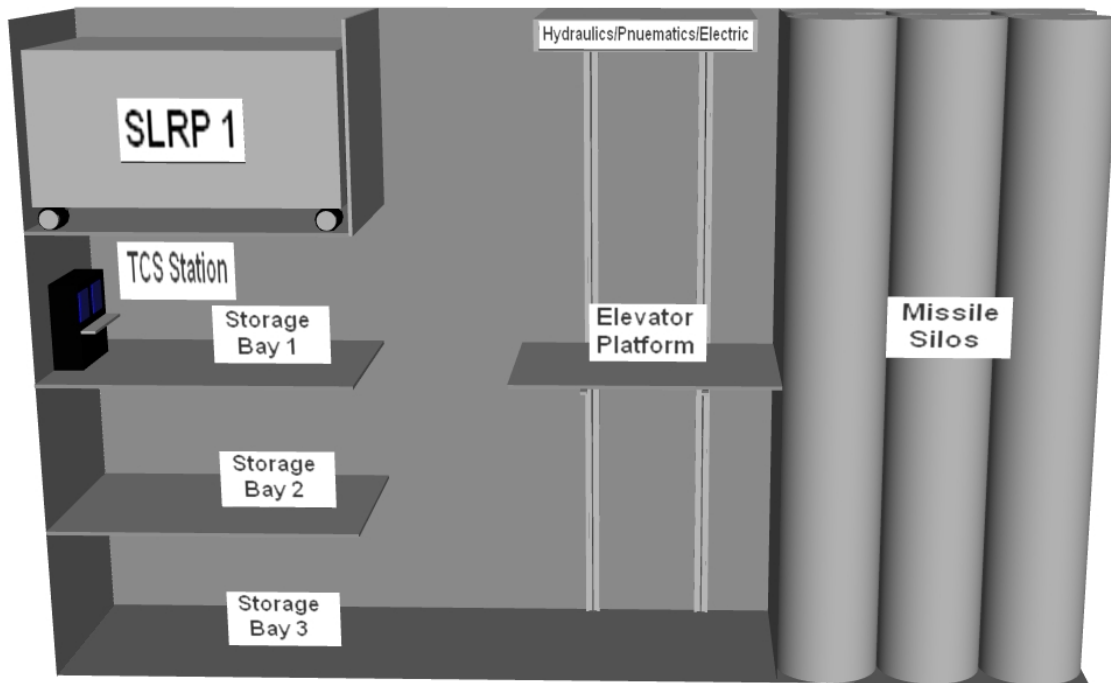 Hydraulics/Pnuematics/Electric
SLRP 1
TCS Station
Storage
Bay 1
Elevator
Platform
Missile
Silos
Storage
Bay 2
Storage
Bay 3